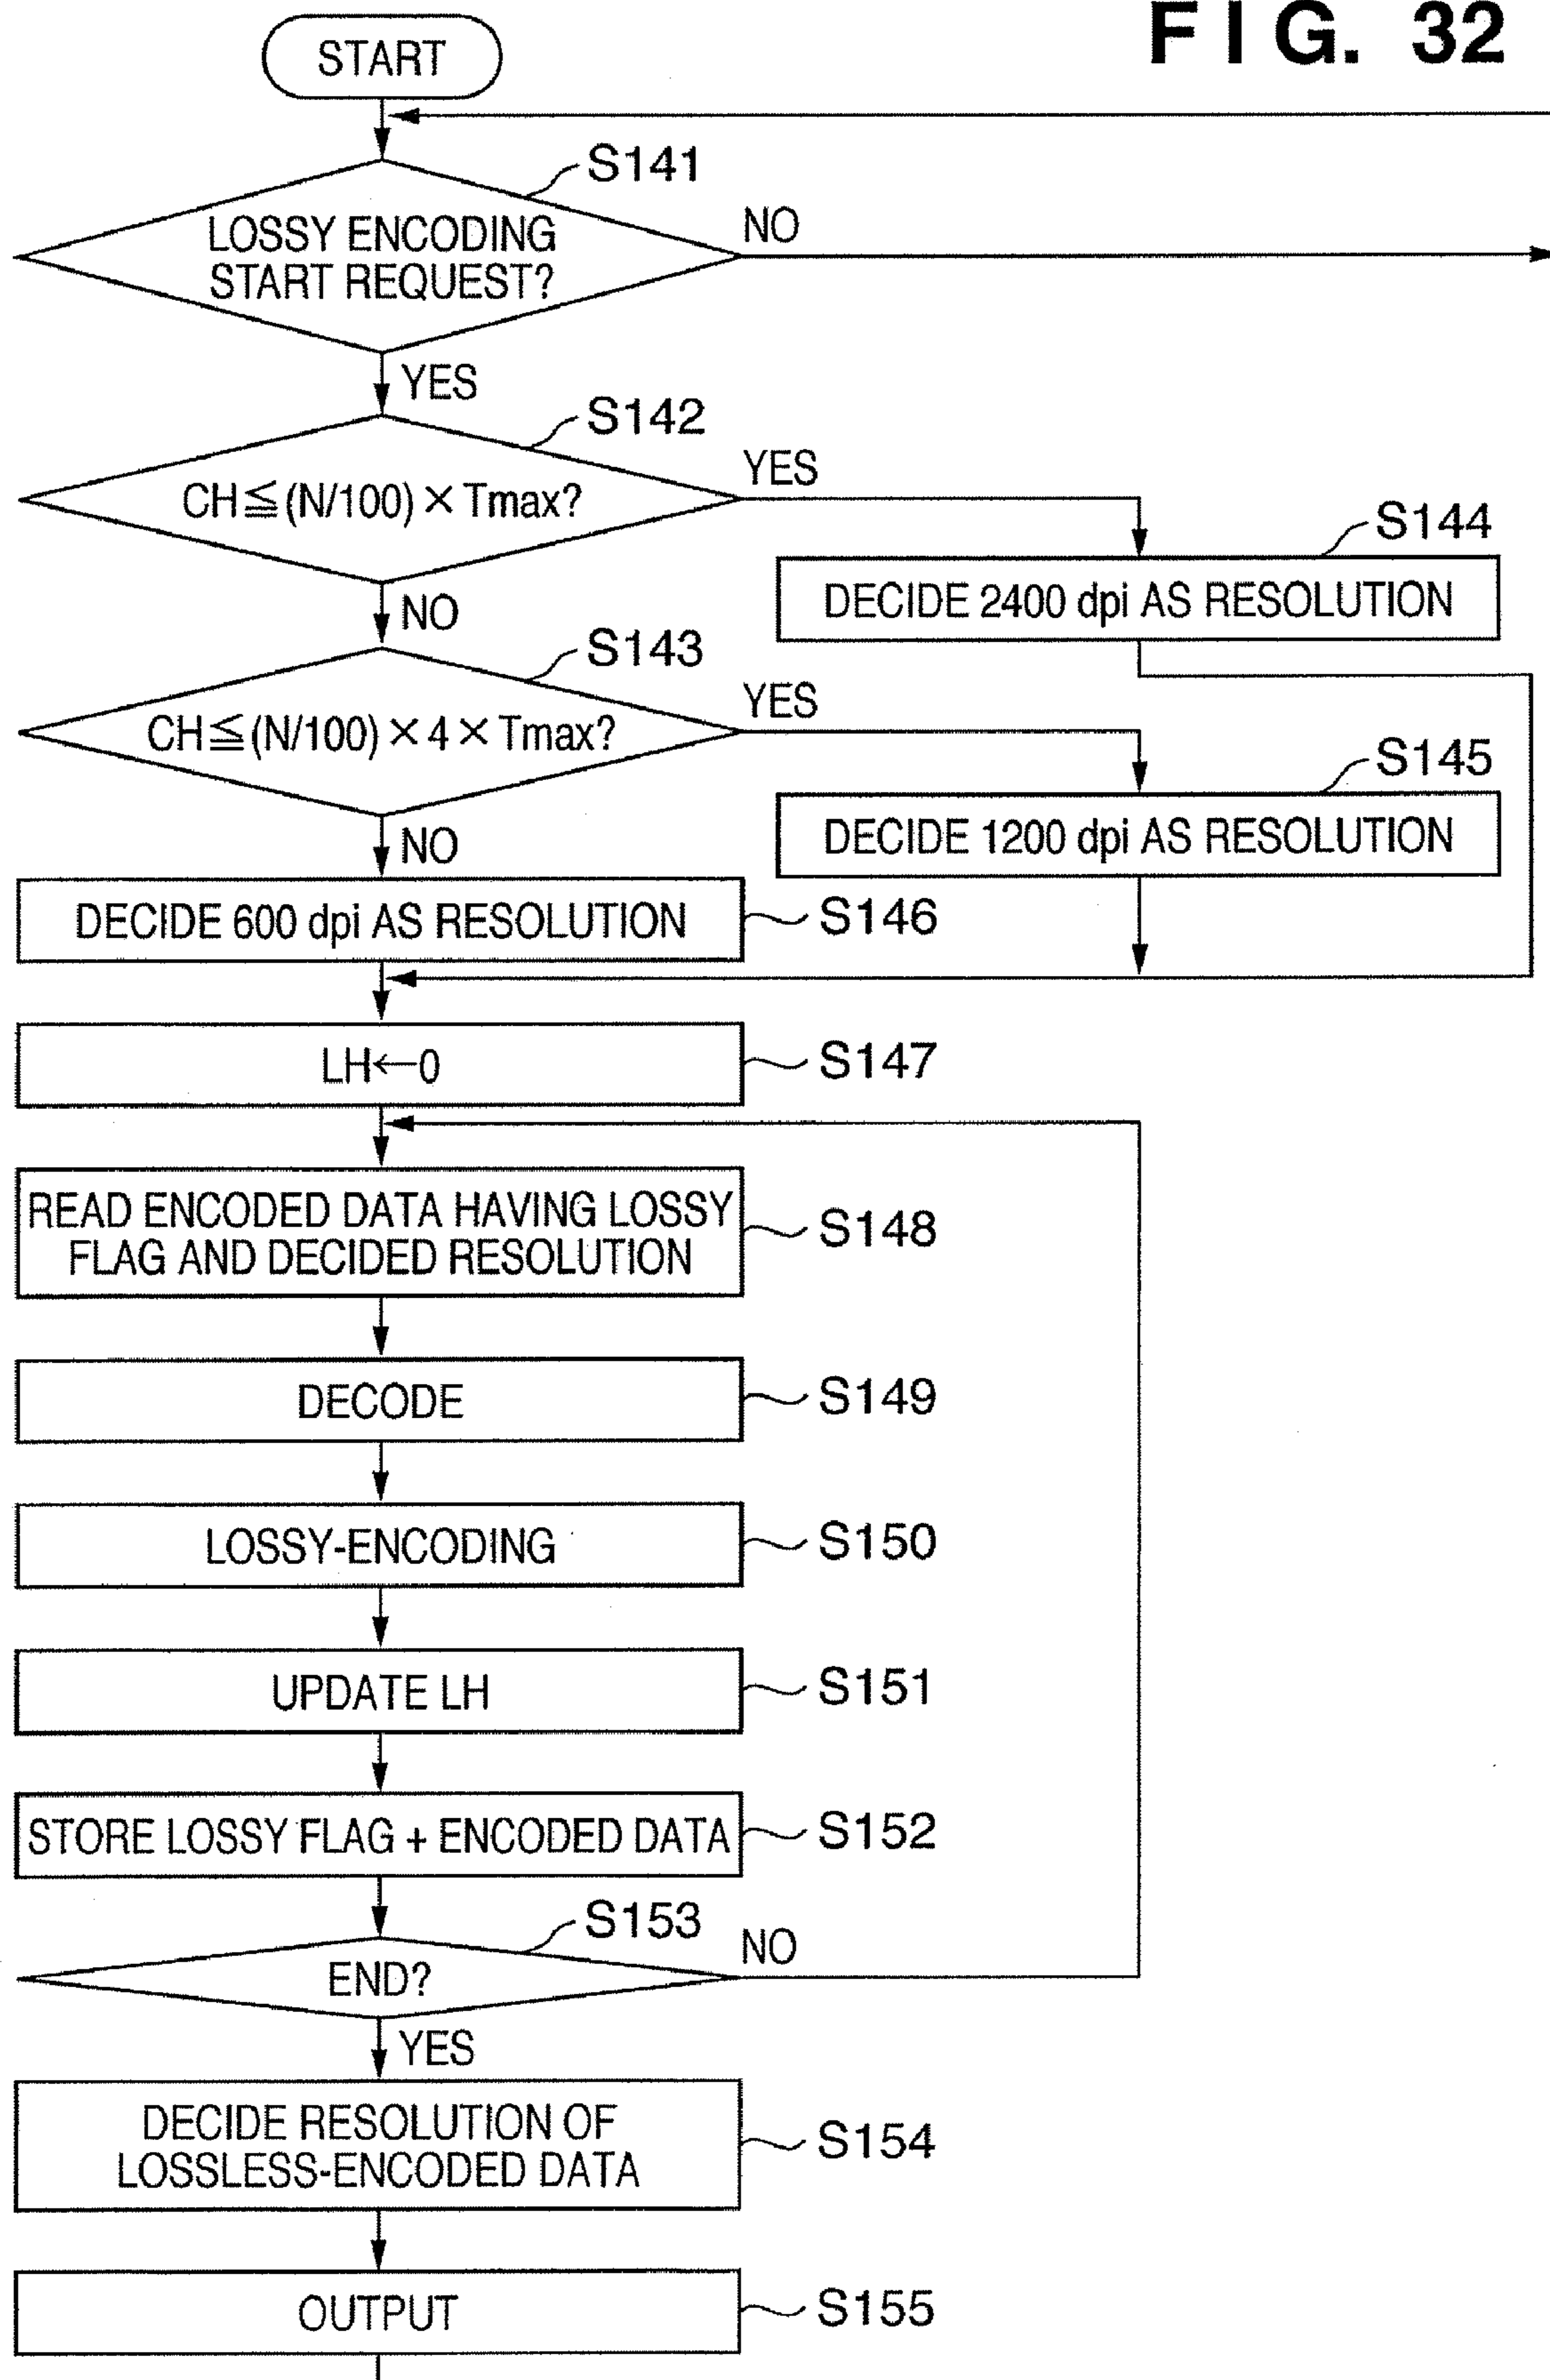 FIG. 32
START
S141
LOSSY ENCODING
START REQUEST?
NO
YES
S142
CH≦(N/100)×Tmax?
YES
S144
DECIDE 2400 dpi AS RESOLUTION
NO
S143
CH≦(N/100)×4×Tmax?
YES
S145
DECIDE 1200 dpi AS RESOLUTION
NO
DECIDE 600 dpi AS RESOLUTION
S146
LH←0
S147
READ ENCODED DATA HAVING LOSSY
FLAG AND DECIDED RESOLUTION
S148
DECODE
S149
LOSSY-ENCODING
S150
UPDATE LH
S151
STORE LOSSY FLAG + ENCODED DATA
S152
S153
END?
NO
YES
DECIDE RESOLUTION OF
LOSSLESS-ENCODED DATA
S154
OUTPUT
S155